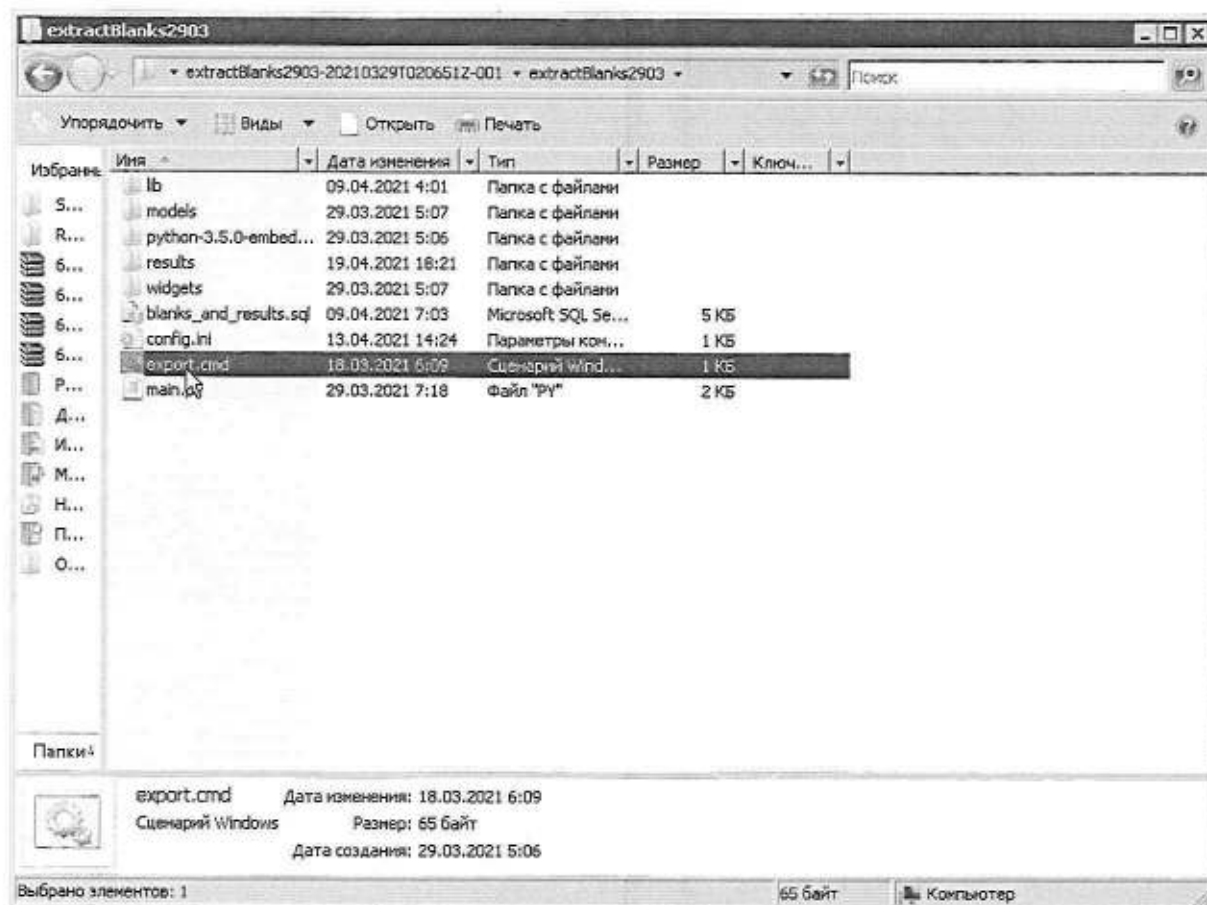 extractBlanks2903
extractBlanks2903-20210329T020651Z-001 extractBlanks2903
Поиск
Упорядочить Виды Открыть Печать
Избранны Имя Дата изменения Тип Размер Ключ...
lib 09.04.2021 4:01 Папка с файлами
S... models 29.03.2021 5:07 Папка с файлами
R... python-3.5.0-embed... 29.03.2021 5:06 Папка с файлами
6... results 19.04.2021 18:21 Папка с файлами
6... widgets 29.03.2021 5:07 Папка с файлами
6... blanks_and_results.sql 09.04.2021 7:03 Microsoft SQL Se... 5 КБ
6... config.ini 13.04.2021 14:24 Параметры кон... 1 КБ
export.cmd 18.03.2021 6:09 Сценарий Wind... 1 КБ
Р... main.py 29.03.2021 7:18 Файл "PY" 2 КБ
Д...
И...
М...
Н...
П...
О...
Папки
export.cmd Дата изменения: 18.03.2021 6:09
Сценарий Windows Размер: 65 байт
Дата создания: 29.03.2021 5:06
Выбрано элементов: 1 65 байт Компьютер